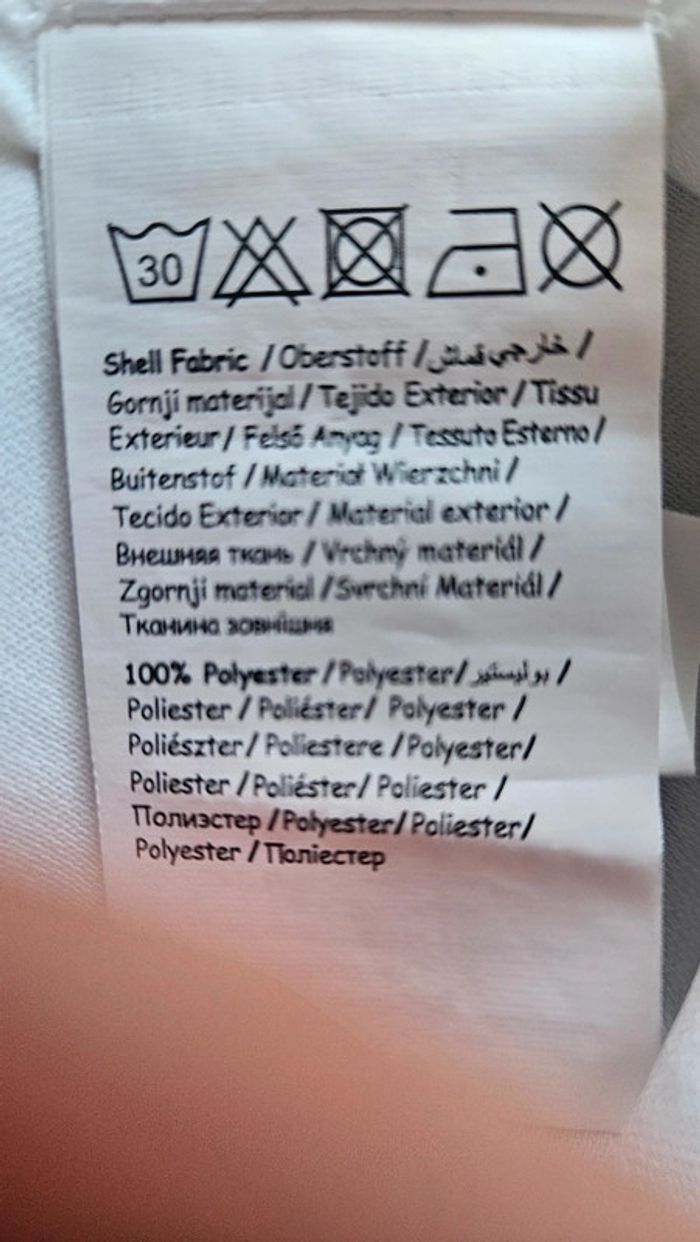 30
Shell Fabric / Oberstoff / خارجي قماش /
Gornji materijal / Tejido Exterior / Tissu
Exterieur / Felső Anyag / Tessuto Esterno /
Buitenstof / Materiał Wierzchni /
Tecido Exterior / Material exterior /
Внешняя ткань / Vrchný materiál /
Zgornji material / Svrchní Materiál /
Тканина зовнішня
100% Polyester / Polyester / بوليستير /
Poliester / Poliéster / Polyester /
Poliészter / Poliestere / Polyester /
Poliester / Poliéster / Poliester /
Полиэстер / Polyester / Poliester /
Polyester / Поліестер